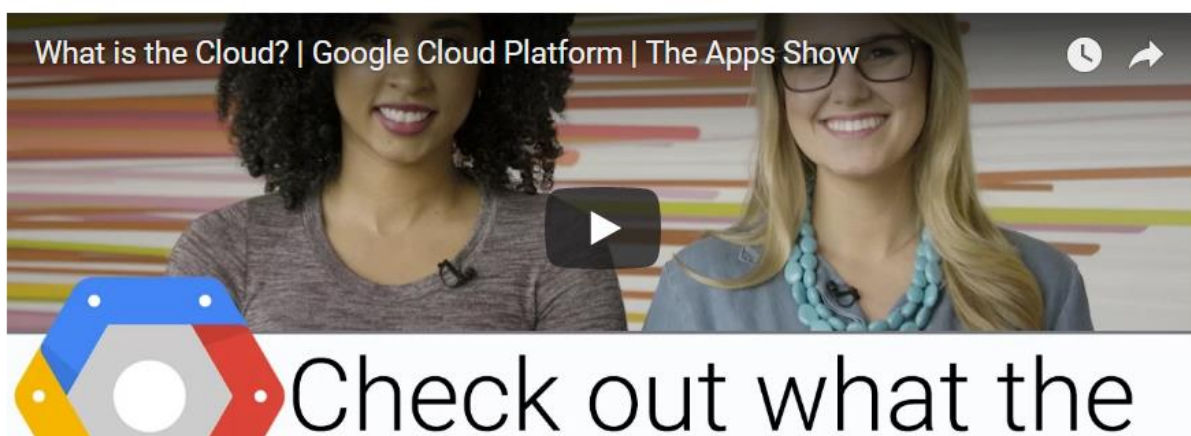 What is the Cloud? | Google Cloud Platform | The Apps Show
Check out what the